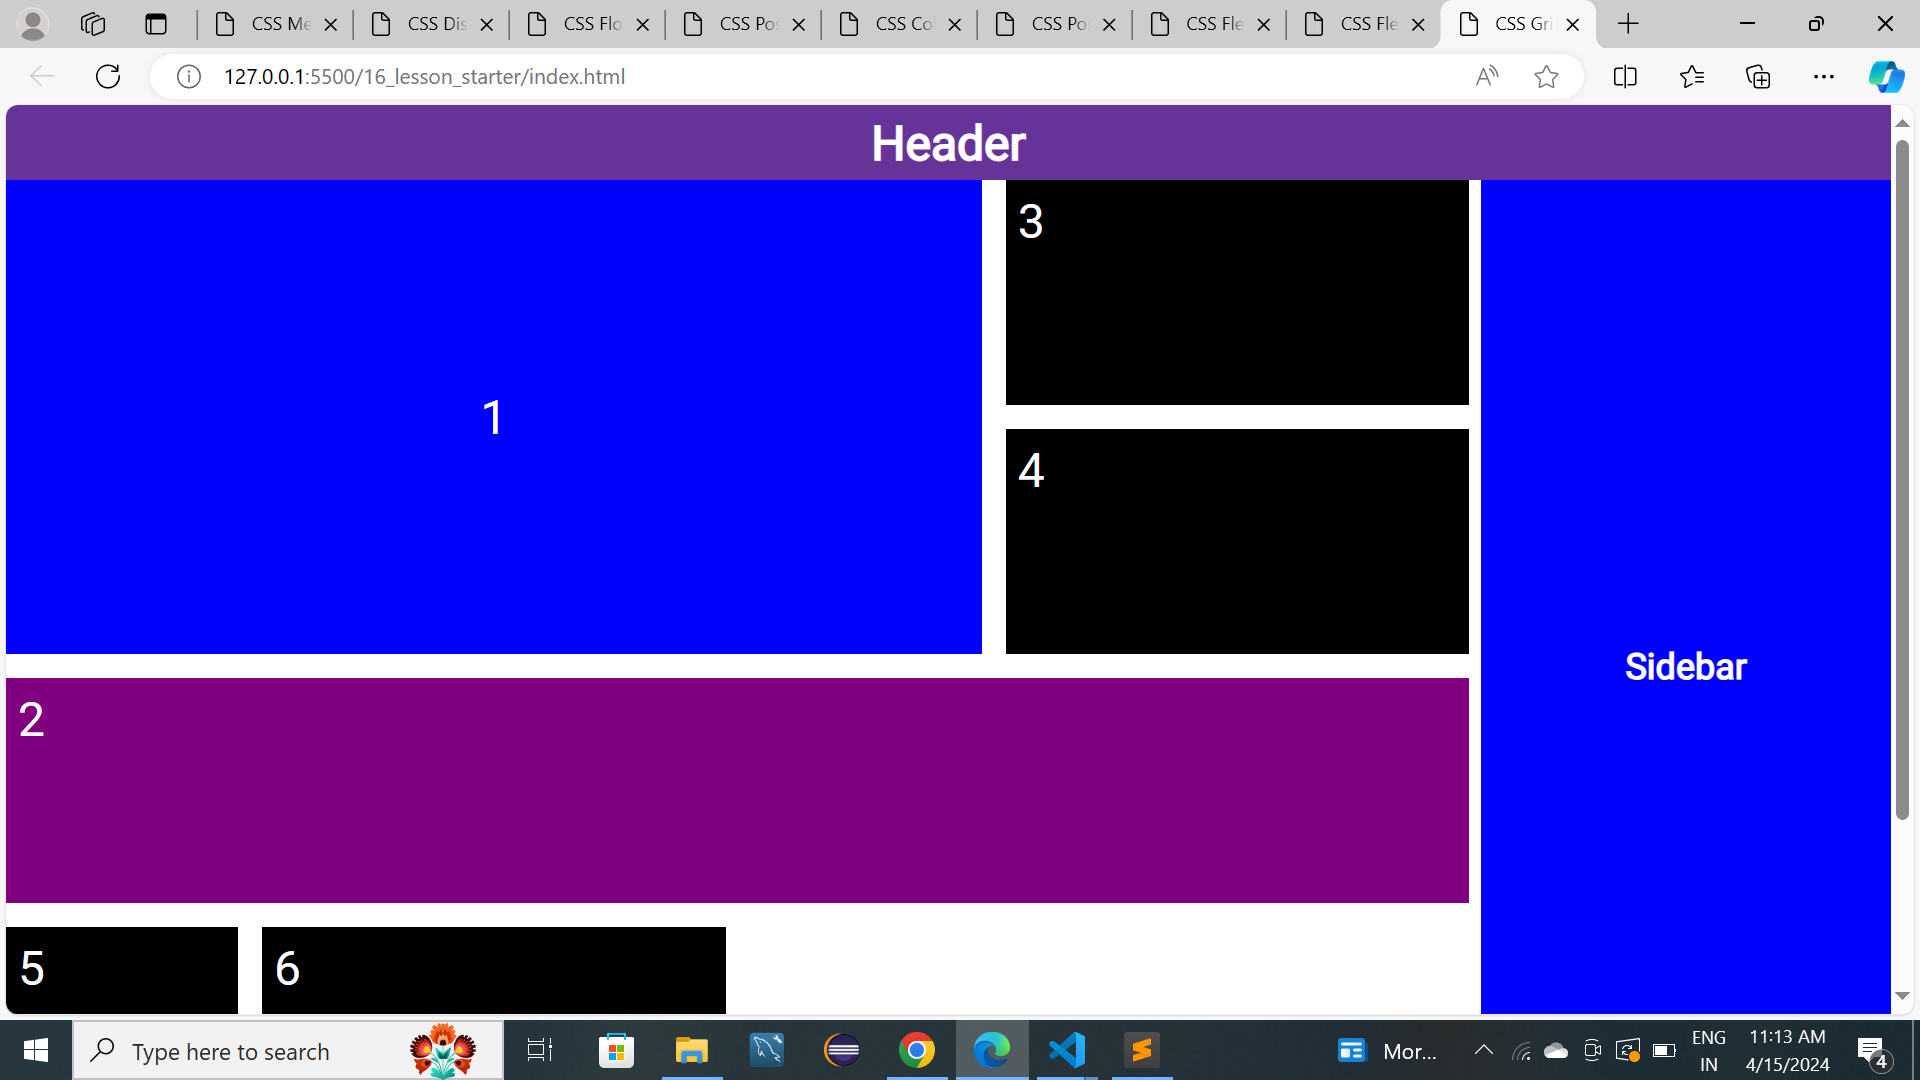 CSS Me
CSS Dis
CSS Flo
CSS Pos
CSS Col
CSS Po
CSS Fle
CSS Fle
CSS Gri
127.0.0.1:5500/16_lesson_starter/index.html
Header
1
3
4
Sidebar
2
5
6
Type here to search
Mor...
ENG
IN
11:13 AM
4/15/2024
4